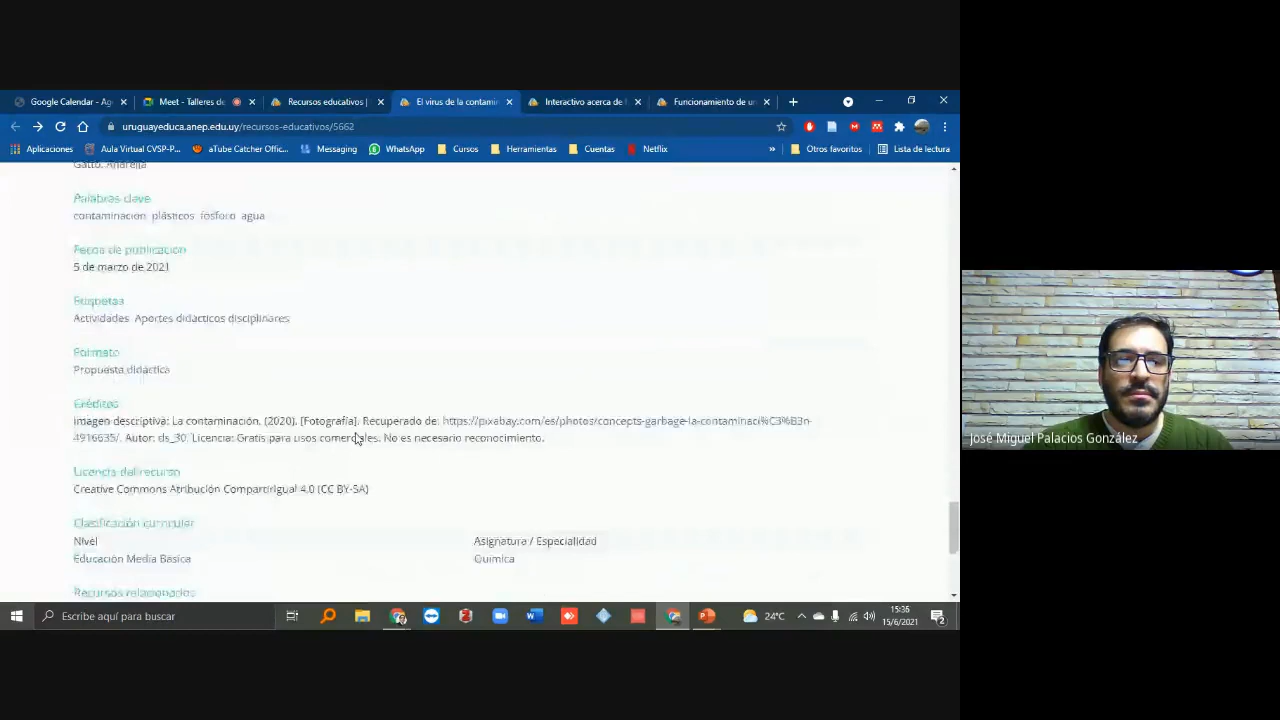 Google Calendar - Ag
Meet - Talleres de
Recursos educativos |
El virus de la contamin
Interactivo acerca de l
Funcionamiento de un
uruguayeduca.anep.edu.uy/recursos-educativos/5662
Aplicaciones
Aula Virtual CVSP-P...
aTube Catcher Offic...
Messaging
WhatsApp
Cursos
Herramientas
Cuentas
Netflix
»
Otros favoritos
Lista de lectura
Palabras clave
contaminación plásticos fósforo agua
Fecha de publicación
5 de marzo de 2021
Etiquetas
Actividades Aportes didácticos disciplinares
Formato
Propuesta didáctica
Créditos
Imagen descriptiva: La contaminación. (2020). [Fotografía]. Recuperado de: https://pixabay.com/es/photos/concepts-garbage-la-contaminaci%C3%B3n-
4916635/. Autor: ds_30. Licencia: Gratis para usos comerciales. No es necesario reconocimiento.
Licencia del recurso
Creative Commons Atribución CompartirIgual 4.0 (CC BY-SA)
Clasificación curricular
Nivel
Asignatura / Especialidad
Educación Media Básica
Química
Recursos relacionados
José Miguel Palacios González
Escribe aquí para buscar
24°C
15:36
15/6/2021
2